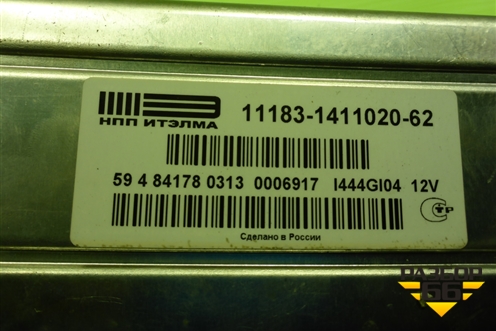 НПП ИТЭЛМА
11183-1411020-62
59 4 84178 0313 0006917 I444GI04 12V
Сделано в России
РАЗБОР
66